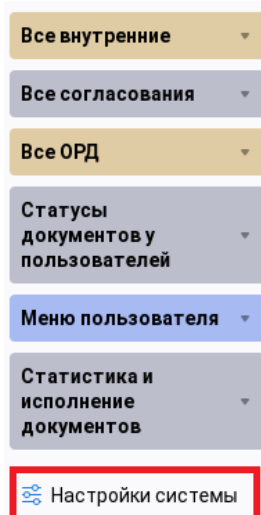 Все внутренние
Все согласования
Все ОРД
Статусы
документов у
пользователей
Меню пользователя
Статистика и
исполнение
документов
Настройки системы